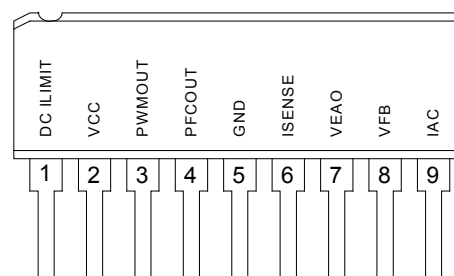 DC ILIMIT
VCC
PWMOUT
PFCOUT
GND
ISENSE
VEAO
VFB
IAC
1 2 3 4 5 6 7 8 9